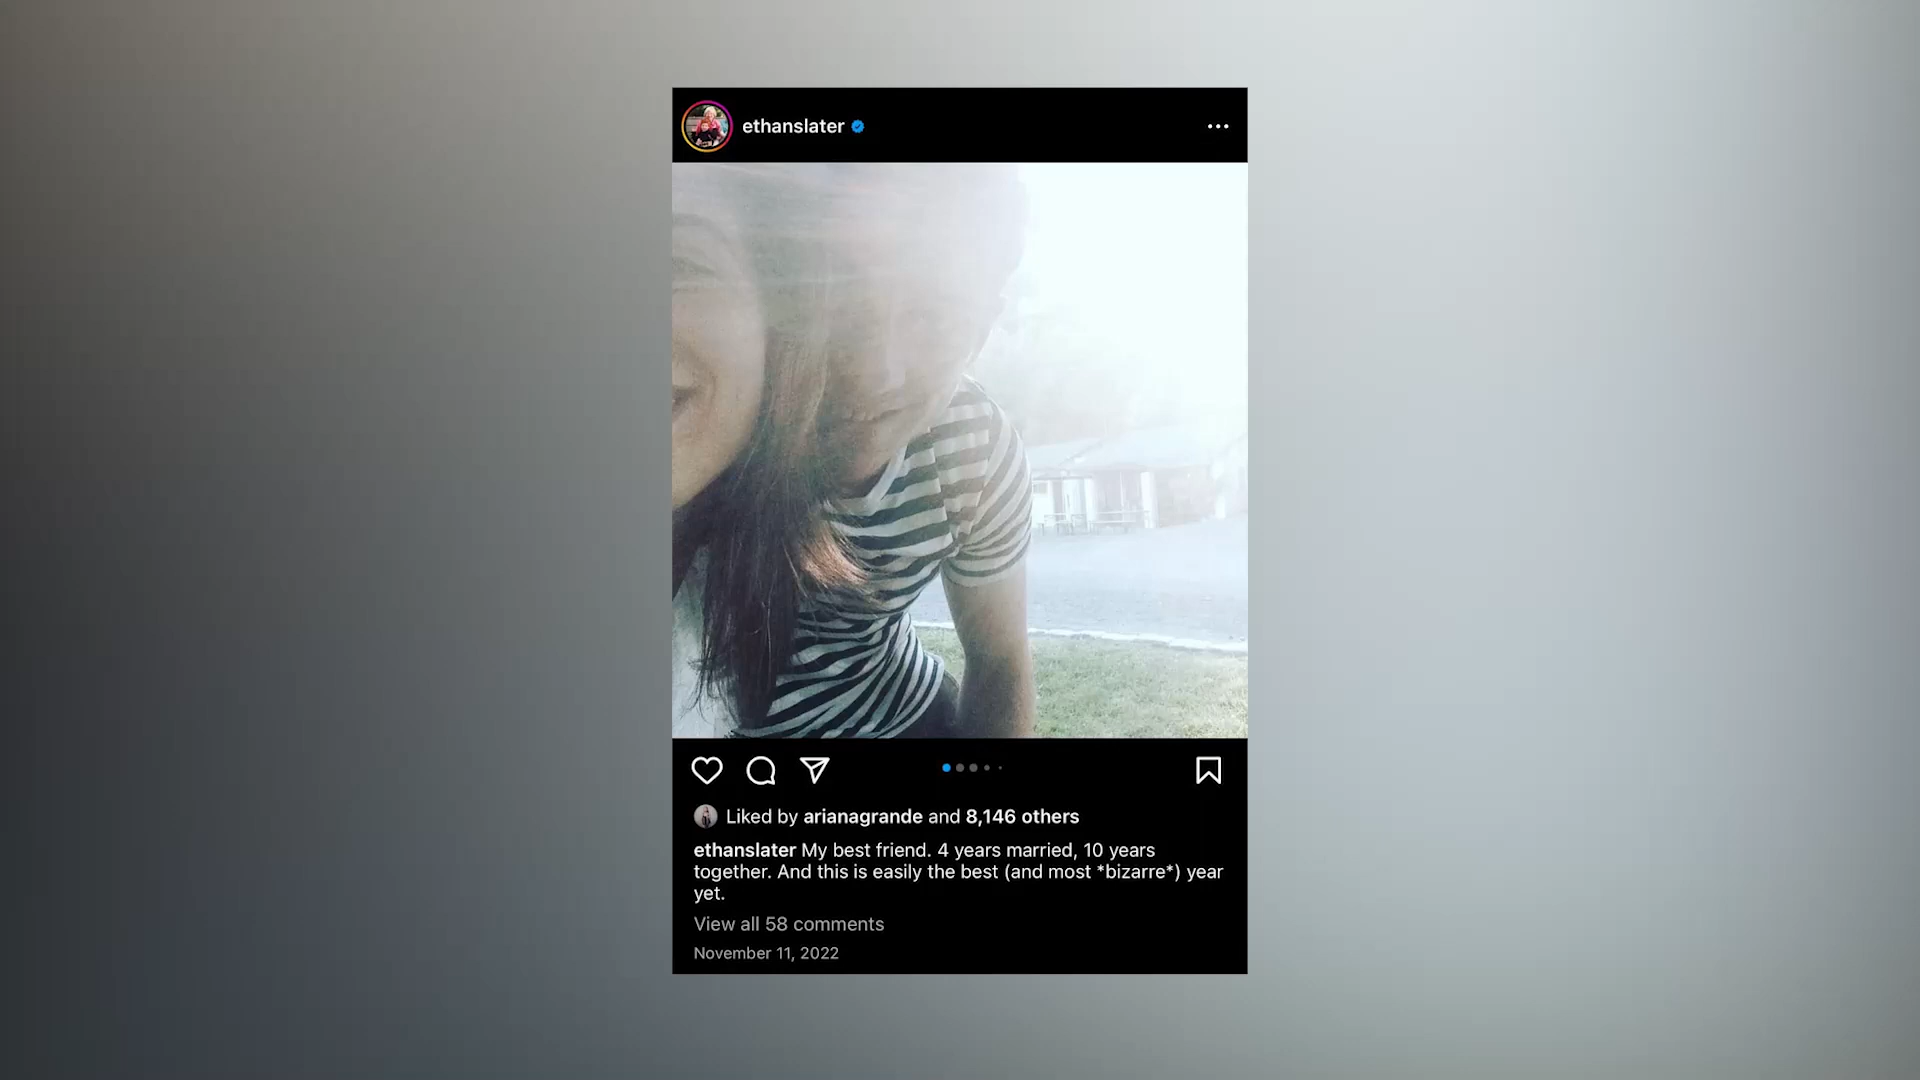 ethanslater
Liked by arianagrande and 8,146 others
ethanslater My best friend. 4 years married, 10 years
together. And this is easily the best (and most *bizarre*) year
yet.
View all 58 comments
November 11, 2022